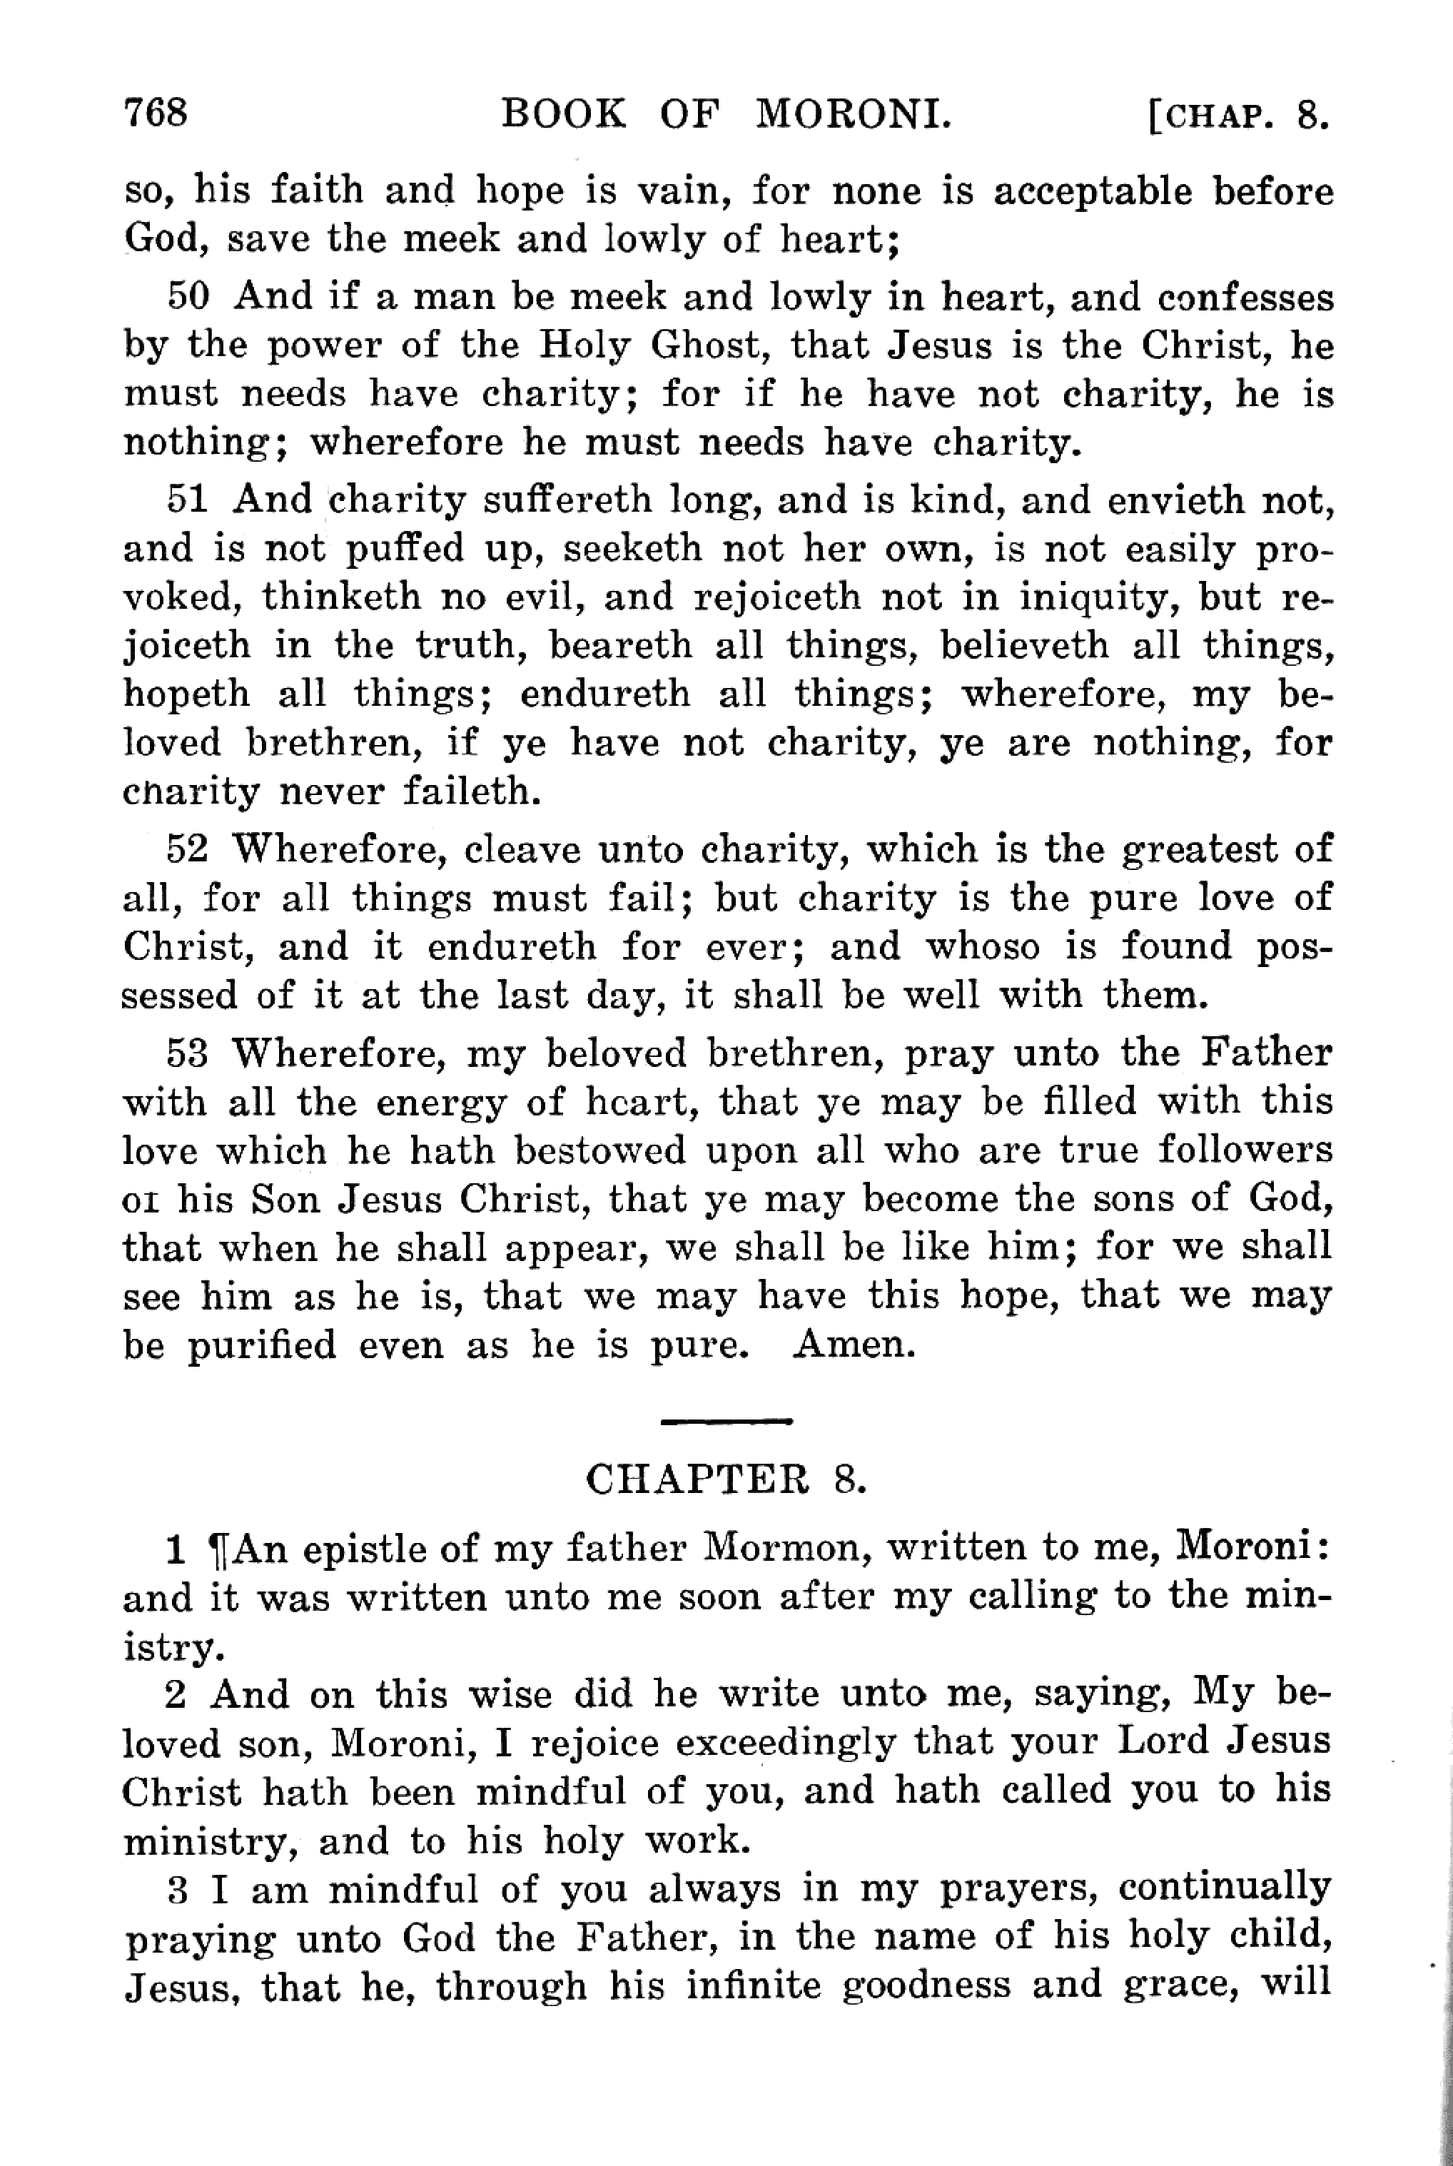 768 BOOK OF MORONI. [CHAP. 8.
so, his faith and hope is vain, for none is acceptable before
God, save the meek and lowly of heart;
50 And if a man be meek and lowly in heart, and confesses
by the power of the Holy Ghost, that Jesus is the Christ, he
must needs have charity; for if he have not charity, he is
nothing; wherefore he must needs have charity.
51 And charity suffereth long, and is kind, and envieth not,
and is not puffed up, seeketh not her own, is not easily pro-
voked, thinketh no evil, and rejoiceth not in iniquity, but re-
joiceth in the truth, beareth all things, believeth all things,
hopeth all things; endureth all things; wherefore, my be-
loved brethren, if ye have not charity, ye are nothing, for
charity never faileth.
52 Wherefore, cleave unto charity, which is the greatest of
all, for all things must fail; but charity is the pure love of
Christ, and it endureth for ever; and whoso is found pos-
sessed of it at the last day, it shall be well with them.
53 Wherefore, my beloved brethren, pray unto the Father
with all the energy of heart, that ye may be filled with this
love which he hath bestowed upon all who are true followers
of his Son Jesus Christ, that ye may become the sons of God,
that when he shall appear, we shall be like him; for we shall
see him as he is, that we may have this hope, that we may
be purified even as he is pure. Amen.
CHAPTER 8.
1 ¶An epistle of my father Mormon, written to me, Moroni:
and it was written unto me soon after my calling to the min-
istry.
2 And on this wise did he write unto me, saying, My be-
loved son, Moroni, I rejoice exceedingly that your Lord Jesus
Christ hath been mindful of you, and hath called you to his
ministry, and to his holy work.
3 I am mindful of you always in my prayers, continually
praying unto God the Father, in the name of his holy child,
Jesus, that he, through his infinite goodness and grace, will